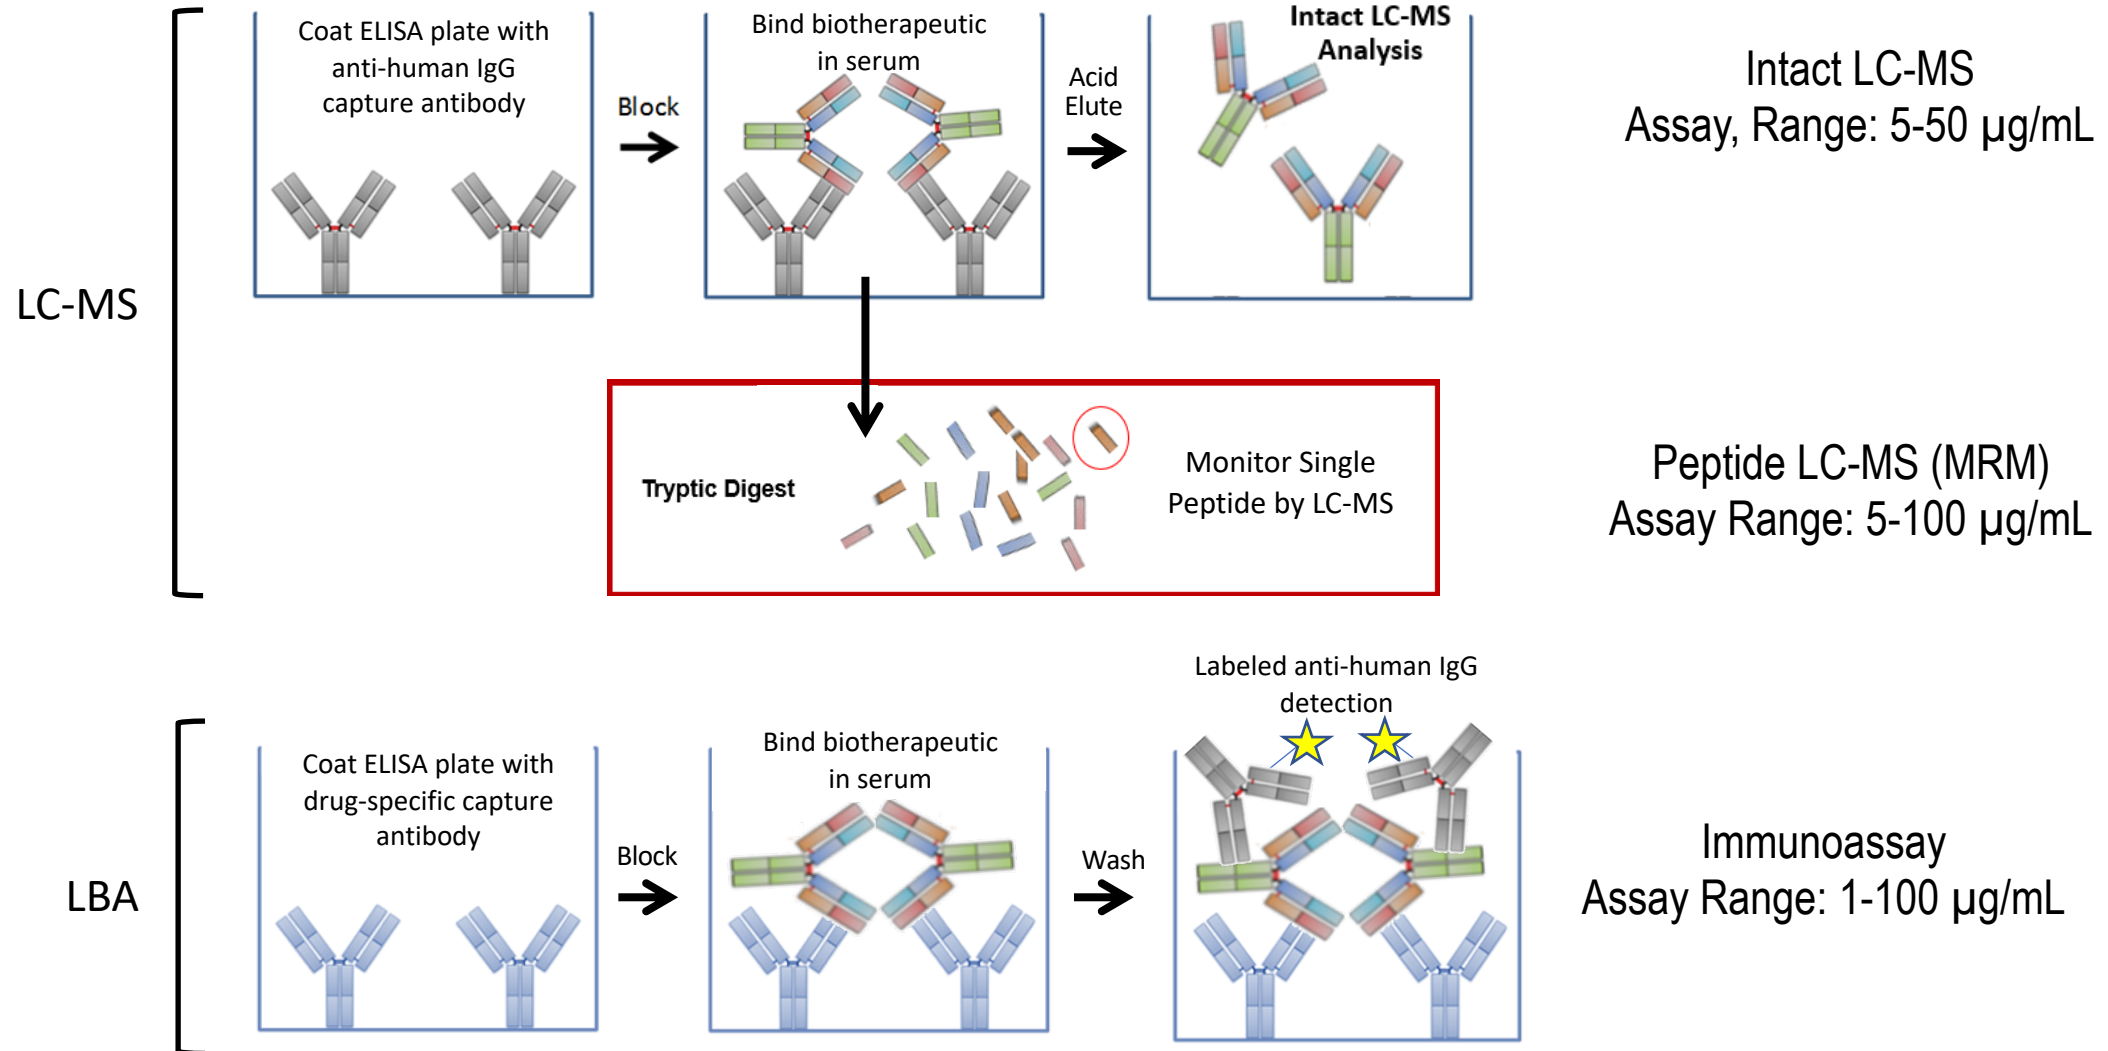 LC-MS
Coat ELISA plate with
anti-human IgG
capture antibody
Block
Bind biotherapeutic
in serum
Acid
Elute
Intact LC-MS
Analysis
Intact LC-MS
Assay, Range: 5-50 µg/mL
Tryptic Digest
Monitor Single
Peptide by LC-MS
Peptide LC-MS (MRM)
Assay Range: 5-100 µg/mL
LBA
Coat ELISA plate with
drug-specific capture
antibody
Block
Bind biotherapeutic
in serum
Wash
Labeled anti-human IgG
detection
Immunoassay
Assay Range: 1-100 µg/mL